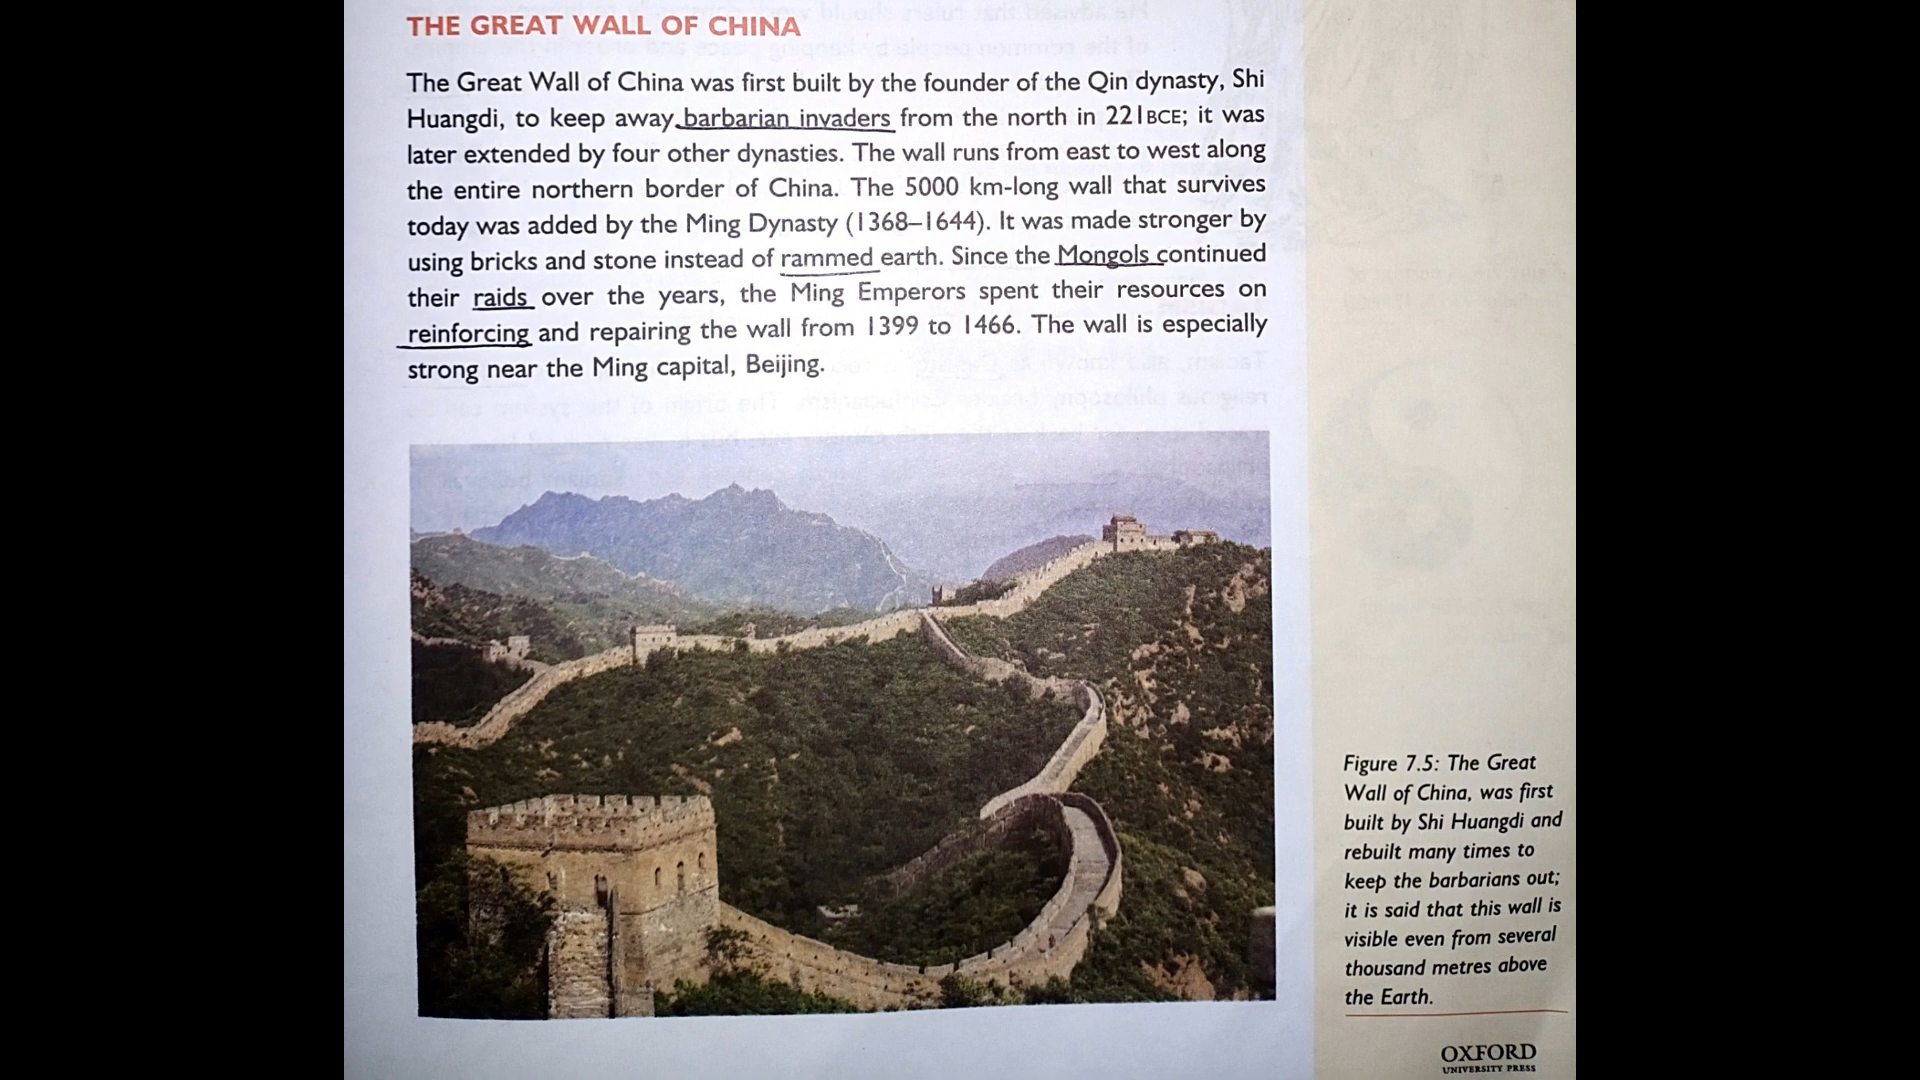 THE GREAT WALL OF CHINA
The Great Wall of China was first built by the founder of the Qin dynasty, Shi
Huangdi, to keep away barbarian invaders from the north in 221BCE; it was
later extended by four other dynasties. The wall runs from east to west along
the entire northern border of China. The 5000 km-long wall that survives
today was added by the Ming Dynasty (1368–1644). It was made stronger by
using bricks and stone instead of rammed earth. Since the Mongols continued
their raids over the years, the Ming Emperors spent their resources on
reinforcing and repairing the wall from 1399 to 1466. The wall is especially
strong near the Ming capital, Beijing.
Figure 7.5: The Great
Wall of China, was first
built by Shi Huangdi and
rebuilt many times to
keep the barbarians out;
it is said that this wall is
visible even from several
thousand metres above
the Earth.
OXFORD
UNIVERSITY PRESS